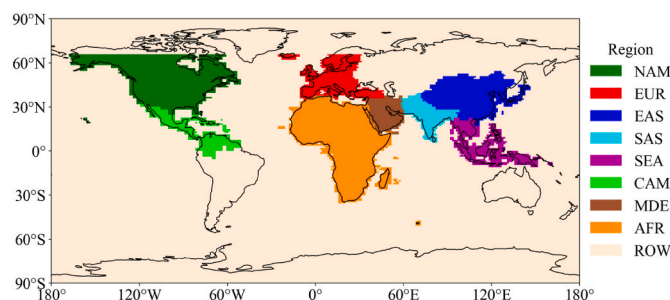 90°N
60°N
30°N
0°
30°S
60°S
90°S
180°
120°W
60°W
0°
60°E
120°E
180°
Region
NAM
EUR
EAS
SAS
SEA
CAM
MDE
AFR
ROW